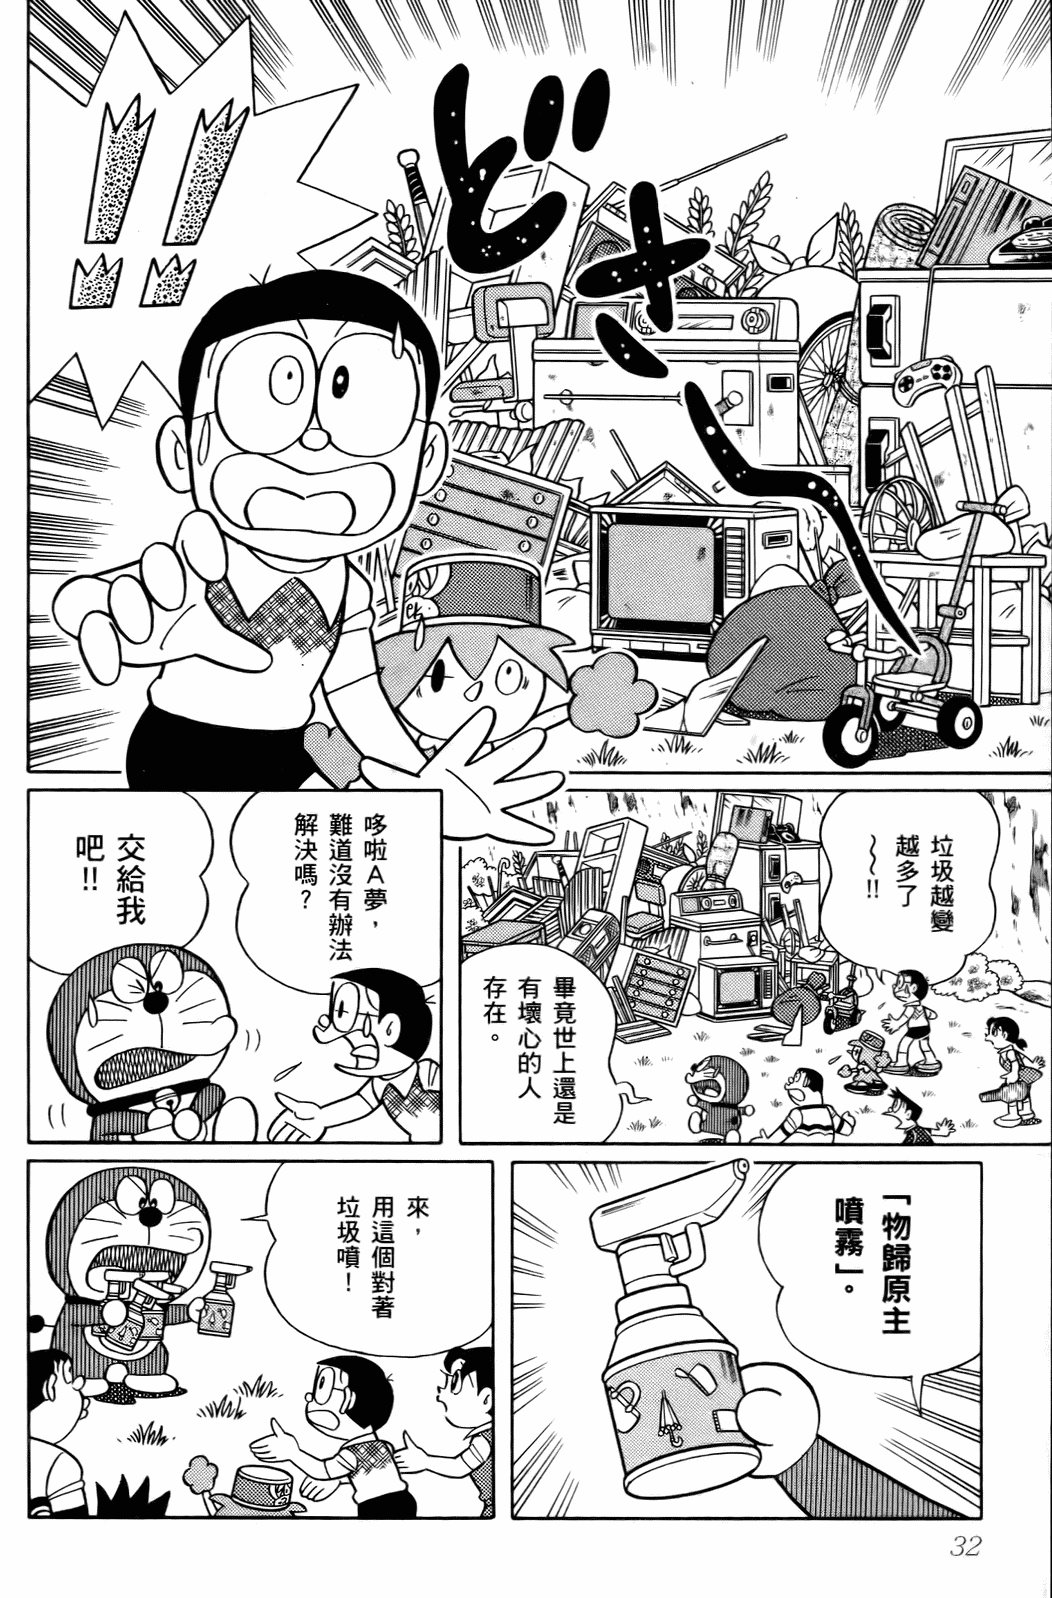 どさっ
!!
垃圾越變
越多了
～～!!
畢竟世上還是
有壞心的人
存在。
哆啦A夢，
難道沒有辦法
解決嗎？
交給我
吧!!
「物歸原主
噴霧」。
來，
用這個對著
垃圾噴！
32